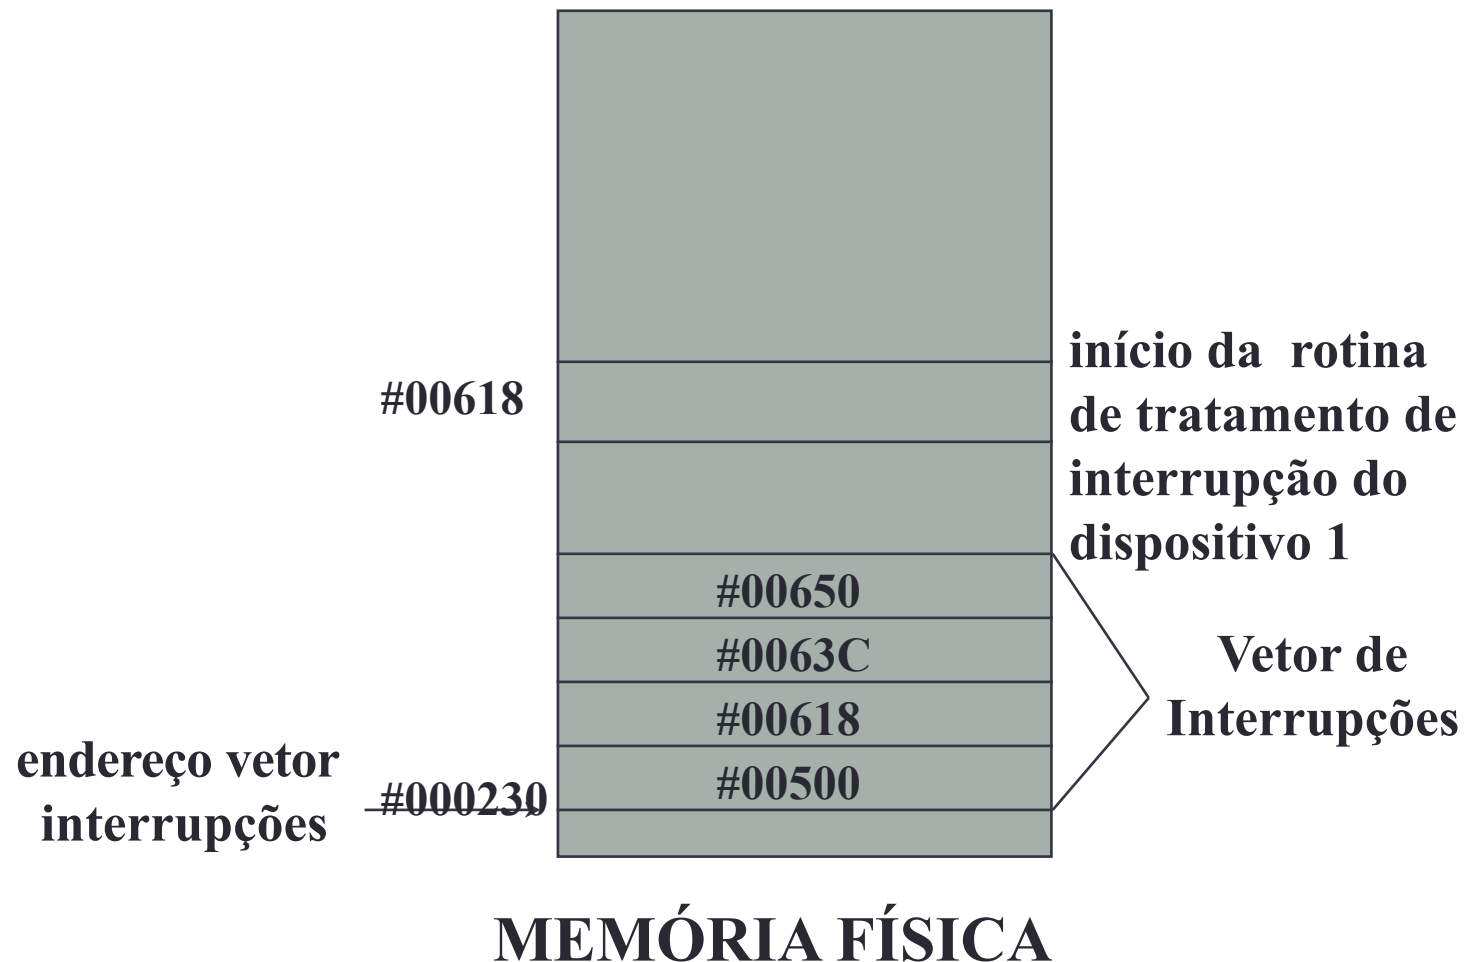 início da rotina
#00618
de tratamento de
interrupção do
dispositivo 1
#00650
#0063C
Vetor de
#00618
Interrupções
endereço vetor
#000230
#00500
interrupções
MEMÓRIA FÍSICA